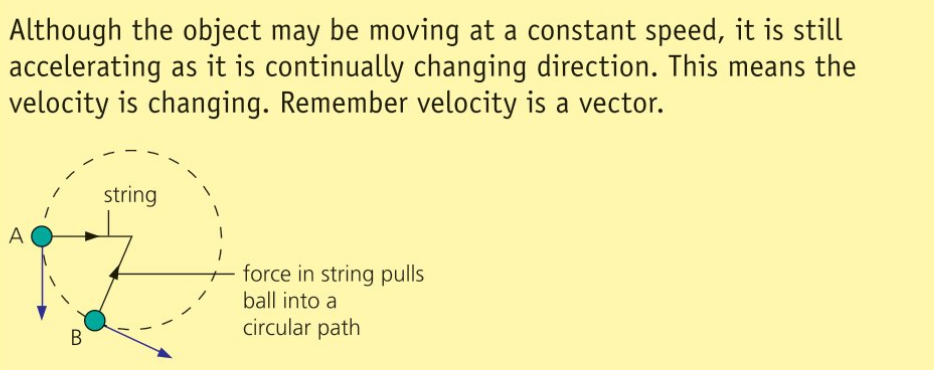 Although the object may be moving at a constant speed, it is still
accelerating as it is continually changing direction. This means the
velocity is changing. Remember velocity is a vector.
string
A
force in string pulls
ball into a
circular path
B